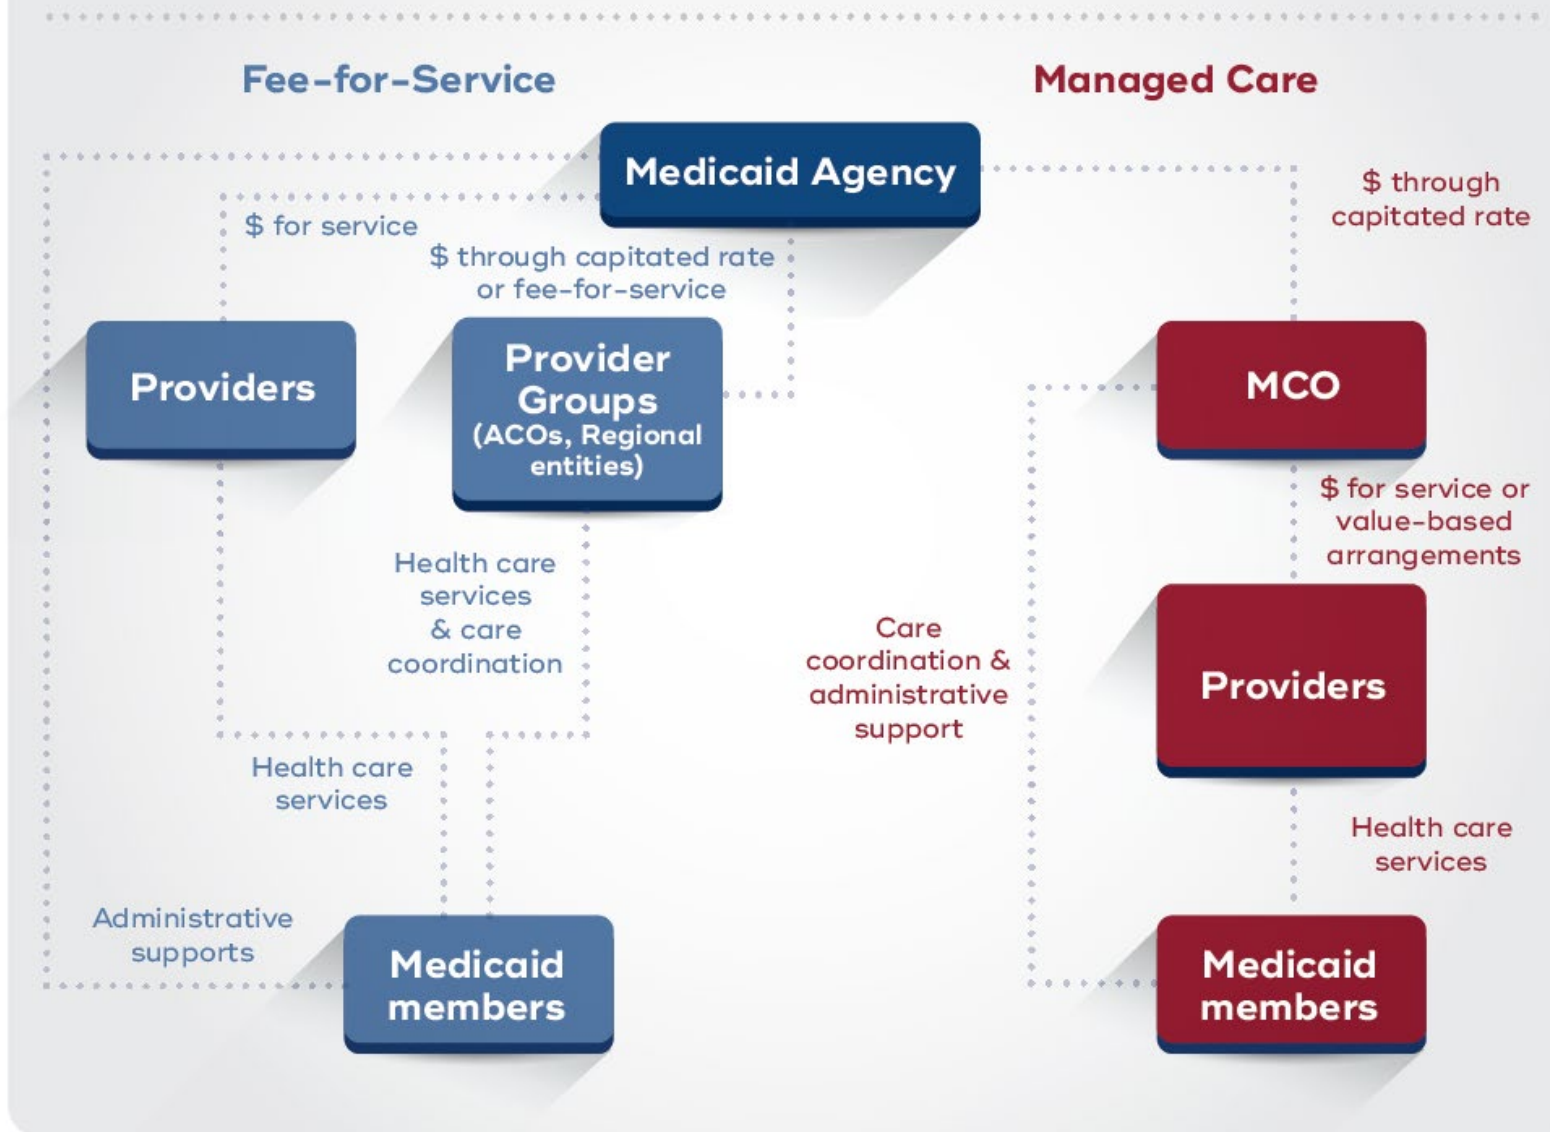 Fee-for-Service
Managed Care
Medicaid Agency
$ for service
$ through capitated rate
or fee-for-service
$ through
capitated rate
Providers
Provider
Groups
(ACOs, Regional
entities)
MCO
$ for service or
value-based
arrangements
Health care
services
& care
coordination
Care
coordination &
administrative
support
Providers
Health care
services
Health care
services
Administrative
supports
Medicaid
members
Medicaid
members